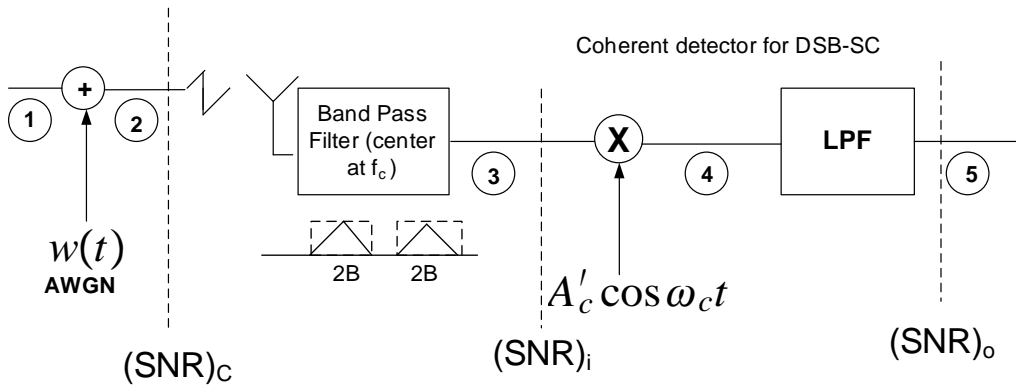 Coherent detector for DSB-SC
1
+
2
Band Pass
Filter (center
at f_c)
3
X
4
LPF
5
w(t)
AWGN
2B
2B
A_c' cos ω_c t
(SNR)_C
(SNR)_i
(SNR)_o